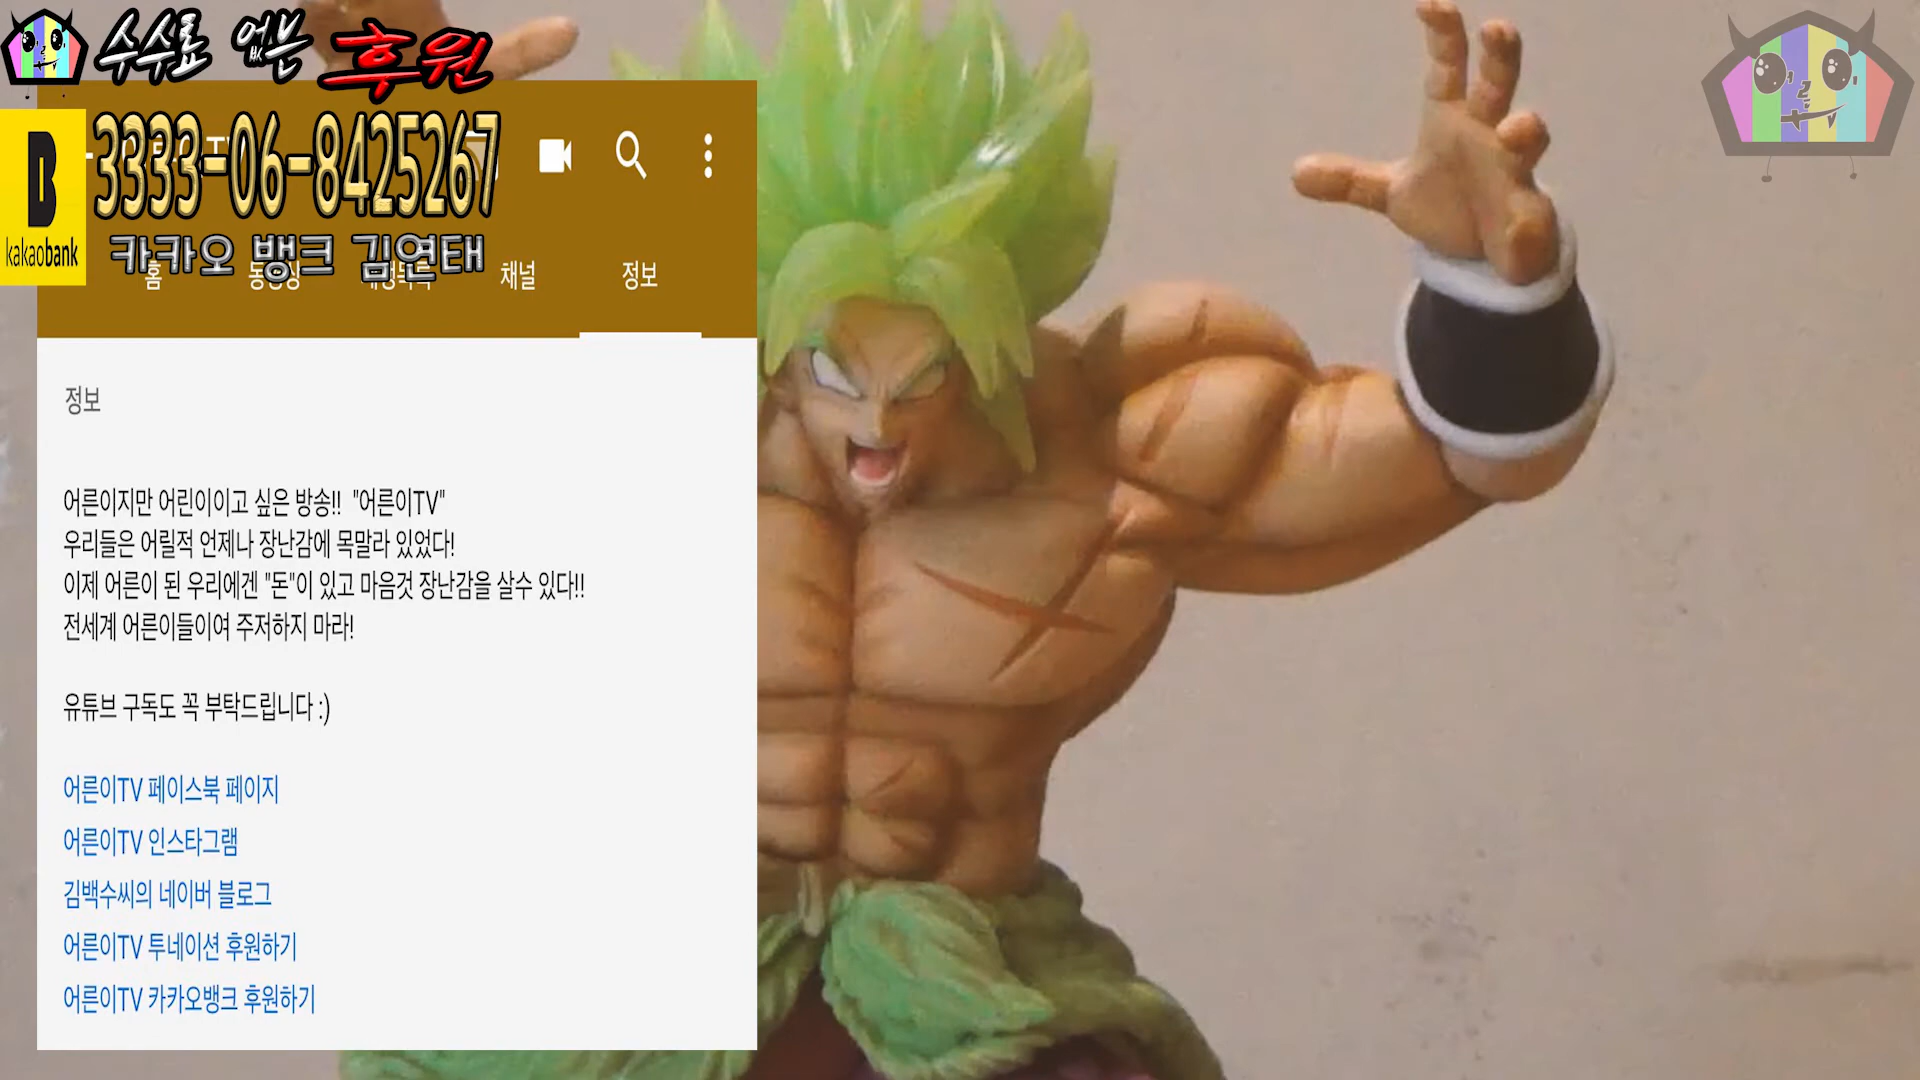 수수료 없는 후원
3333-06-8425267
kakaobank
카카오 뱅크 김연태
홈
채널
정보
정보
어른이지만 어린이이고 싶은 방송!! "어른이TV"
우리들은 어릴적 언제나 장난감에 목말라 있었다!
이제 어른이 된 우리에겐 "돈"이 있고 마음것 장난감을 살수 있다!!
전세계 어른이들이여 주저하지 마라!
유튜브 구독도 꼭 부탁드립니다 :)
어른이TV 페이스북 페이지
어른이TV 인스타그램
김백수씨의 네이버 블로그
어른이TV 투네이션 후원하기
어른이TV 카카오뱅크 후원하기